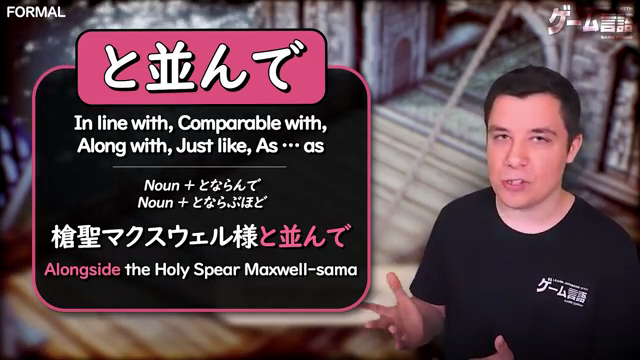 FORMAL
と並んで
In line with, Comparable with,
Along with, Just like, As … as
Noun + とならんで
Noun + とならぶほど
槍聖マクスウェル様と並んで
Alongside the Holy Spear Maxwell-sama
ゲーム言語
ゲーム言語